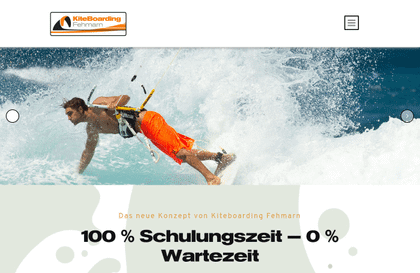 KiteBoarding
Fehmarn
Das neue Konzept von Kiteboarding Fehmarn
100 % Schulungszeit – 0 %
Wartezeit